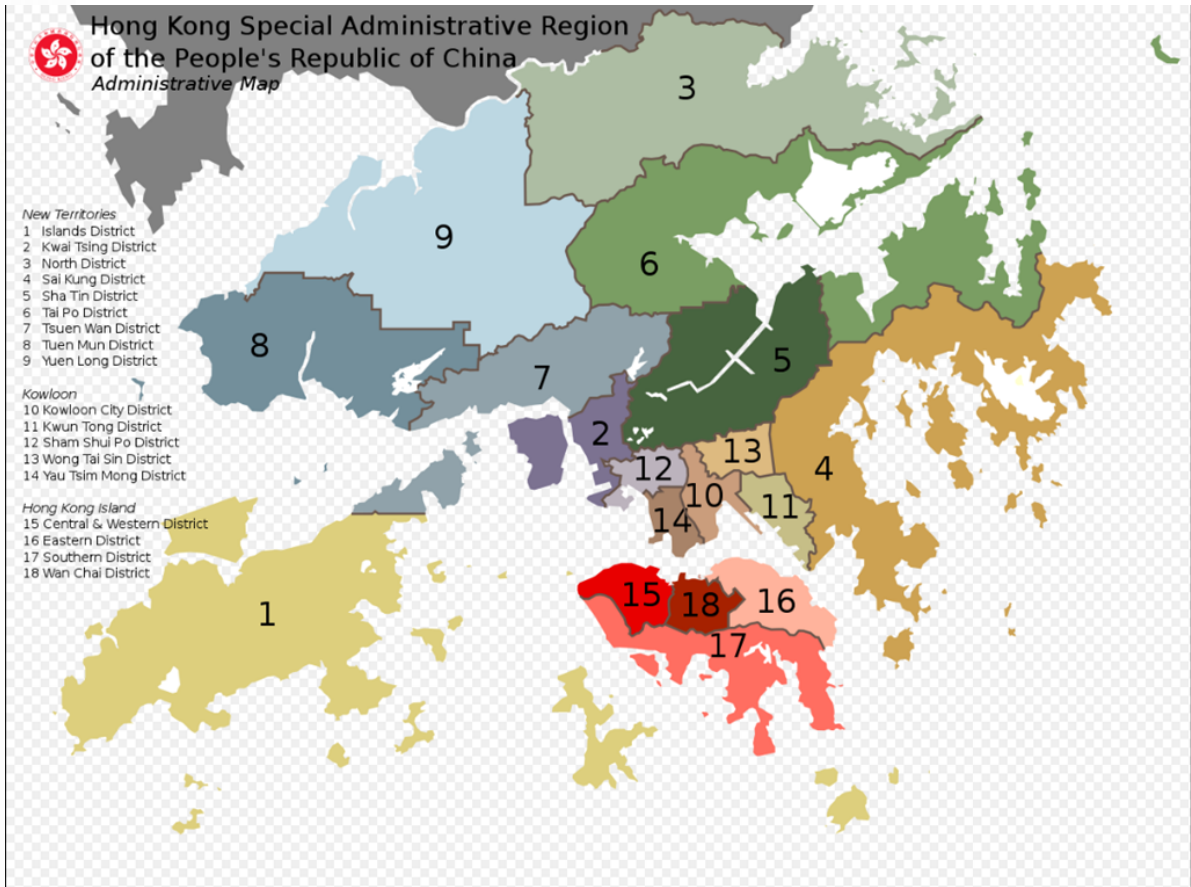 Hong Kong Special Administrative Region
of the People's Republic of China
Administrative Map
New Territories
1 Islands District
2 Kwai Tsing District
3 North District
4 Sai Kung District
5 Sha Tin District
6 Tai Po District
7 Tsuen Wan District
8 Tuen Mun District
9 Yuen Long District
Kowloon
10 Kowloon City District
11 Kwun Tong District
12 Sham Shui Po District
13 Wong Tai Sin District
14 Yau Tsim Mong District
Hong Kong Island
15 Central & Western District
16 Eastern District
17 Southern District
18 Wan Chai District
3
9
6
8
5
7
2
13
12
4
10
11
14
15
18
16
1
17